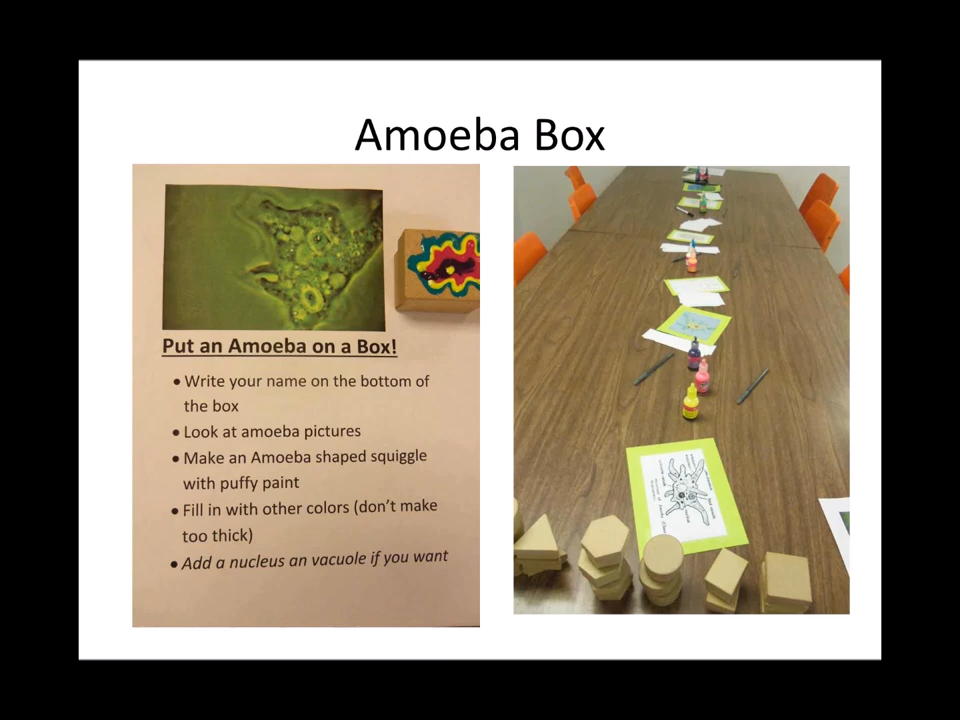 Amoeba Box
Put an Amoeba on a Box!
• Write your name on the bottom of
the box
• Look at amoeba pictures
• Make an Amoeba shaped squiggle
with puffy paint
• Fill in with other colors (don't make
too thick)
• Add a nucleus an vacuole if you want